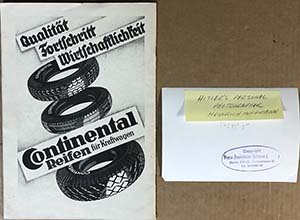 Qualität
Fortschritt
Wirtschaftlichkeit
Continental
Reifen für Kraftwagen
HITLER'S PERSONAL
PHOTOGRAPHER
HEINRICH HOFFMANN
Copyright